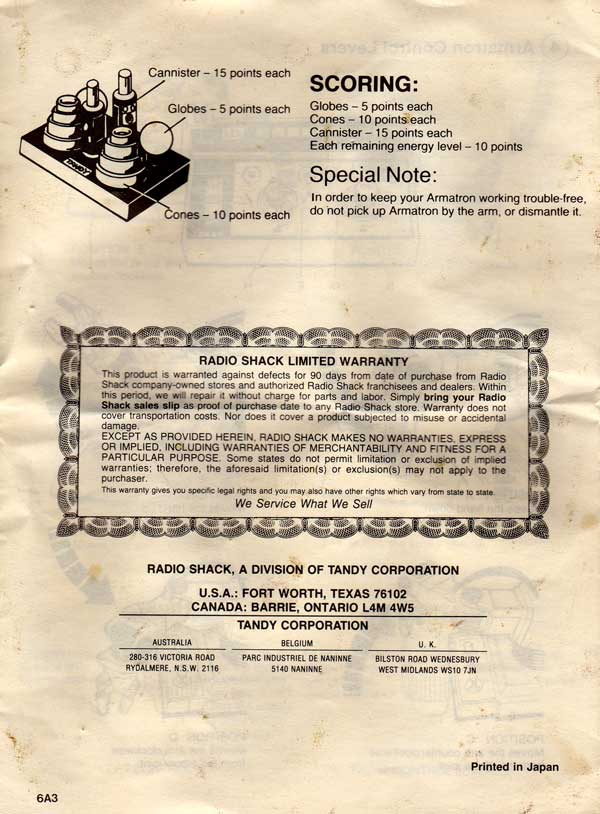 Cannister – 15 points each
Globes – 5 points each
Cones – 10 points each
TANDY
SCORING:
Globes – 5 points each
Cones – 10 points each
Cannister – 15 points each
Each remaining energy level – 10 points
Special Note:
In order to keep your Armatron working trouble-free,
do not pick up Armatron by the arm, or dismantle it.
RADIO SHACK LIMITED WARRANTY
This product is warranted against defects for 90 days from date of purchase from Radio
Shack company-owned stores and authorized Radio Shack franchisees and dealers. Within
this period, we will repair it without charge for parts and labor. Simply bring your Radio
Shack sales slip as proof of purchase date to any Radio Shack store. Warranty does not
cover transportation costs. Nor does it cover a product subjected to misuse or accidental
damage.
EXCEPT AS PROVIDED HEREIN, RADIO SHACK MAKES NO WARRANTIES, EXPRESS
OR IMPLIED, INCLUDING WARRANTIES OF MERCHANTABILITY AND FITNESS FOR A
PARTICULAR PURPOSE. Some states do not permit limitation or exclusion of implied
warranties; therefore, the aforesaid limitation(s) or exclusion(s) may not apply to the
purchaser.
This warranty gives you specific legal rights and you may also have other rights which vary from state to state.
We Service What We Sell
RADIO SHACK, A DIVISION OF TANDY CORPORATION
U.S.A.: FORT WORTH, TEXAS 76102
CANADA: BARRIE, ONTARIO L4M 4W5
TANDY CORPORATION
AUSTRALIA
280-316 VICTORIA ROAD
RYDALMERE, N.S.W. 2116
BELGIUM
PARC INDUSTRIEL DE NANINNE
5140 NANINNE
U. K.
BILSTON ROAD WEDNESBURY
WEST MIDLANDS WS10 7JN
Printed in Japan
6A3